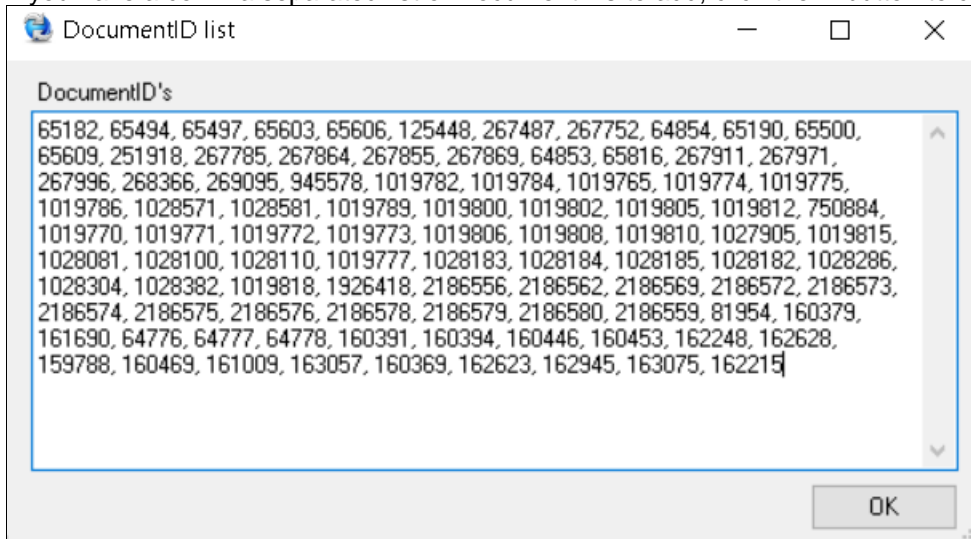 DocumentID list
DocumentID's
65182, 65494, 65497, 65603, 65606, 125448, 267487, 267752, 64854, 65190, 65500,
65609, 251918, 267785, 267864, 267855, 267869, 64853, 65816, 267911, 267971,
267996, 268366, 269095, 945578, 1019782, 1019784, 1019765, 1019774, 1019775,
1019786, 1028571, 1028581, 1019789, 1019800, 1019802, 1019805, 1019812, 750884,
1019770, 1019771, 1019772, 1019773, 1019806, 1019808, 1019810, 1027905, 1019815,
1028081, 1028100, 1028110, 1019777, 1028183, 1028184, 1028185, 1028182, 1028286,
1028304, 1028382, 1019818, 1926418, 2186556, 2186562, 2186569, 2186572, 2186573,
2186574, 2186575, 2186576, 2186578, 2186579, 2186580, 2186559, 81954, 160379,
161690, 64776, 64777, 64778, 160391, 160394, 160446, 160453, 162248, 162628,
159788, 160469, 161009, 163057, 160369, 162623, 162945, 163075, 162215
OK